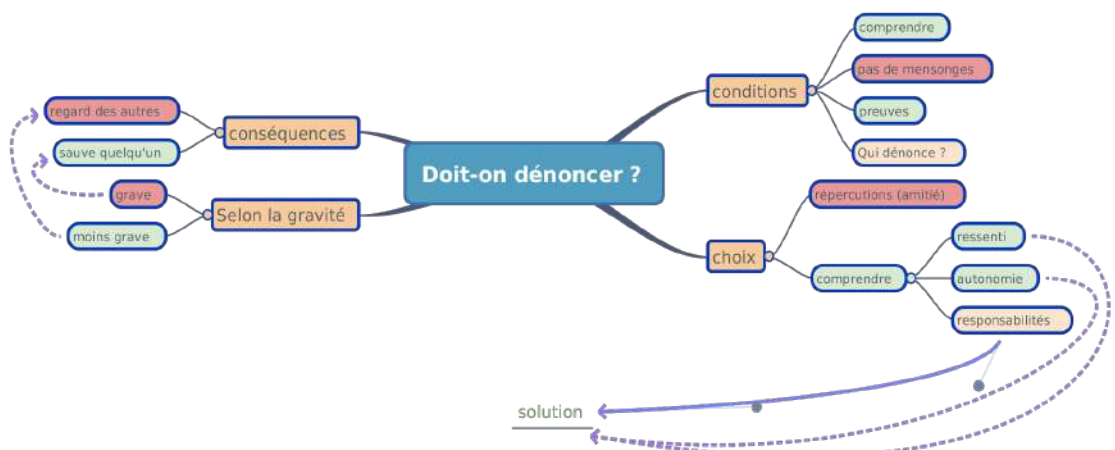 Doit-on dénoncer ?
conséquences
regard des autres
sauve quelqu'un
Selon la gravité
grave
moins grave
conditions
comprendre
pas de mensonges
preuves
Qui dénonce ?
choix
répercutions (amitié)
comprendre
ressenti
autonomie
responsabilités
solution